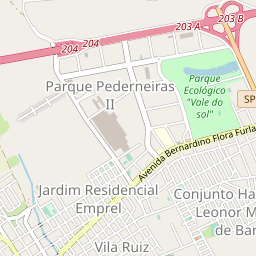 203 A
203 B
204
204
Parque Pederneiras
II
Parque
Ecológico
"Vale do
sol"
SP
Avenida Bernardino Flora Furla
Jardim Residencial
Emprel
Conjunto Ha
Leonor M
de Bar
Vila Ruiz